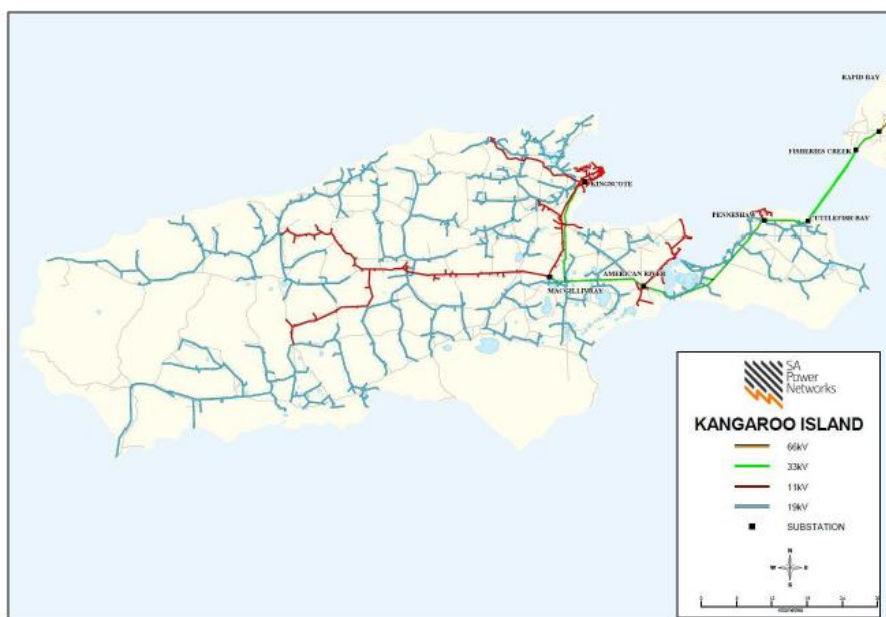 RAPID BAY
FISHERIES CREEK
KINGSCOTE
PENNESHAW
CUTTLEFISH BAY
AMERICAN RIVER
MACGILLIVRAY
SA
Power
Networks
KANGAROO ISLAND
66kV
33kV
11kV
19kV
SUBSTATION
N
W E
S